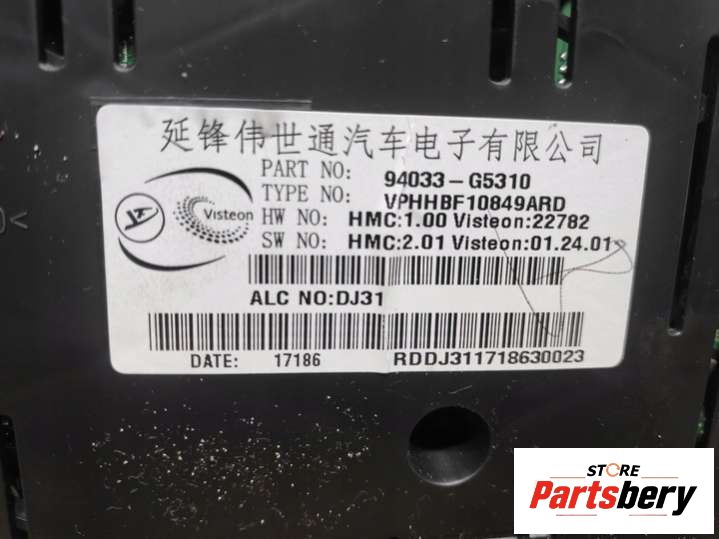 延锋伟世通汽车电子有限公司
PART NO: 94033-G5310
TYPE NO: VPHHBF10849ARD
Visteon
HW NO: HMC:1.00 Visteon:22782
SW NO: HMC:2.01 Visteon:01.24.01
ALC NO:DJ31
DATE: 17186 RDDJ311718630023
STORE
Partsbery